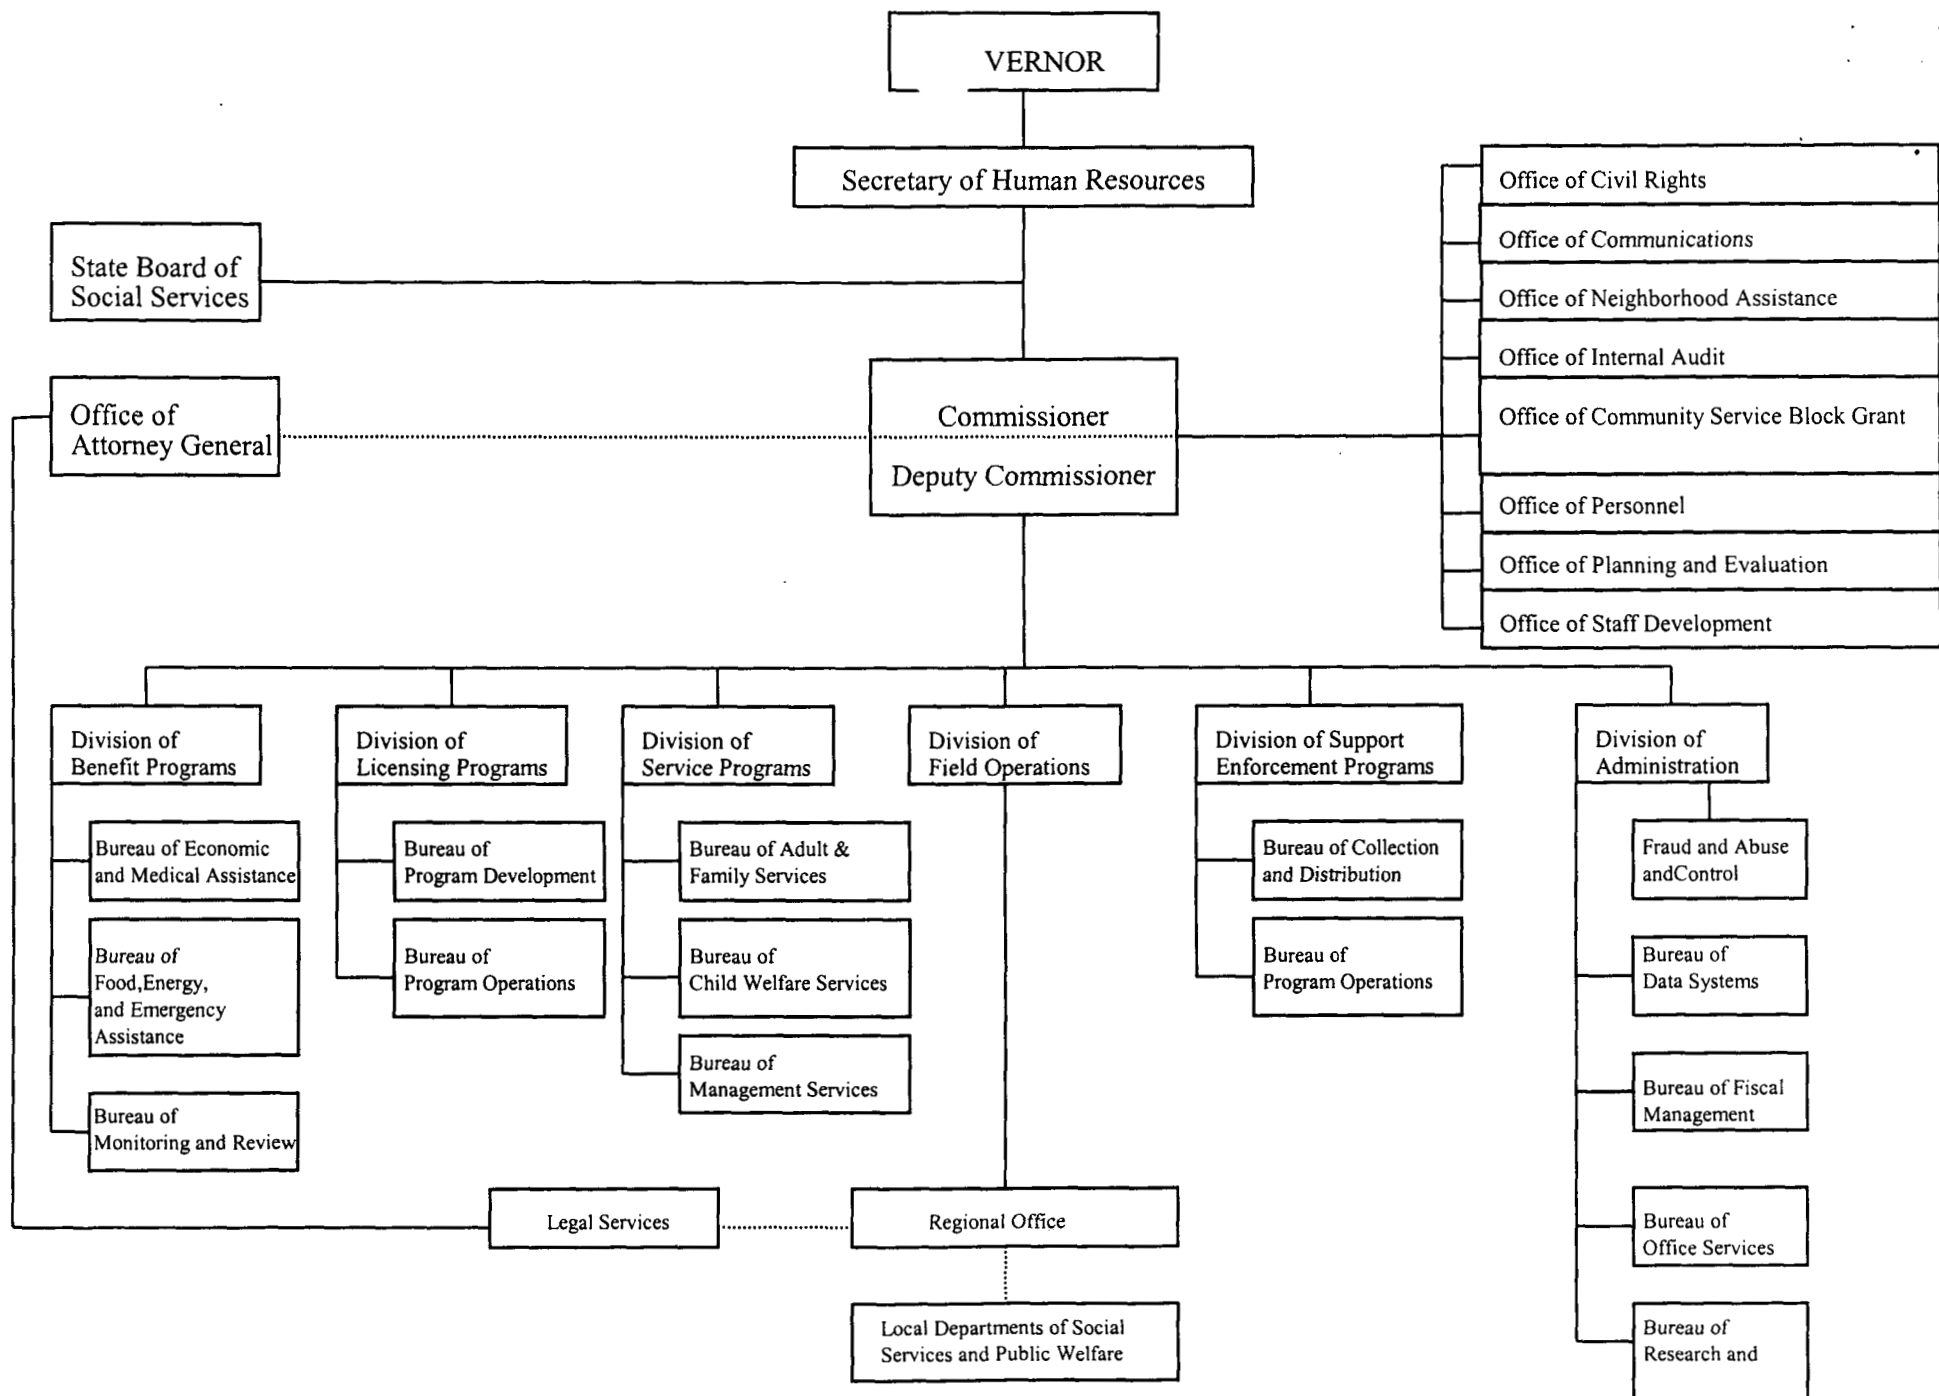 VERNOR
Secretary of Human Resources
State Board of
Social Services
Office of
Attorney General
Commissioner
Deputy Commissioner
Office of Civil Rights
Office of Communications
Office of Neighborhood Assistance
Office of Internal Audit
Office of Community Service Block Grant
Office of Personnel
Office of Planning and Evaluation
Office of Staff Development
Division of
Benefit Programs
Bureau of Economic
and Medical Assistance
Bureau of
Food,Energy,
and Emergency
Assistance
Bureau of
Monitoring and Review
Division of
Licensing Programs
Bureau of
Program Development
Bureau of
Program Operations
Division of
Service Programs
Bureau of Adult &
Family Services
Bureau of
Child Welfare Services
Bureau of
Management Services
Division of
Field Operations
Legal Services
Regional Office
Local Departments of Social
Services and Public Welfare
Division of Support
Enforcement Programs
Bureau of Collection
and Distribution
Bureau of
Program Operations
Division of
Administration
Fraud and Abuse
andControl
Bureau of
Data Systems
Bureau of Fiscal
Management
Bureau of
Office Services
Bureau of
Research and